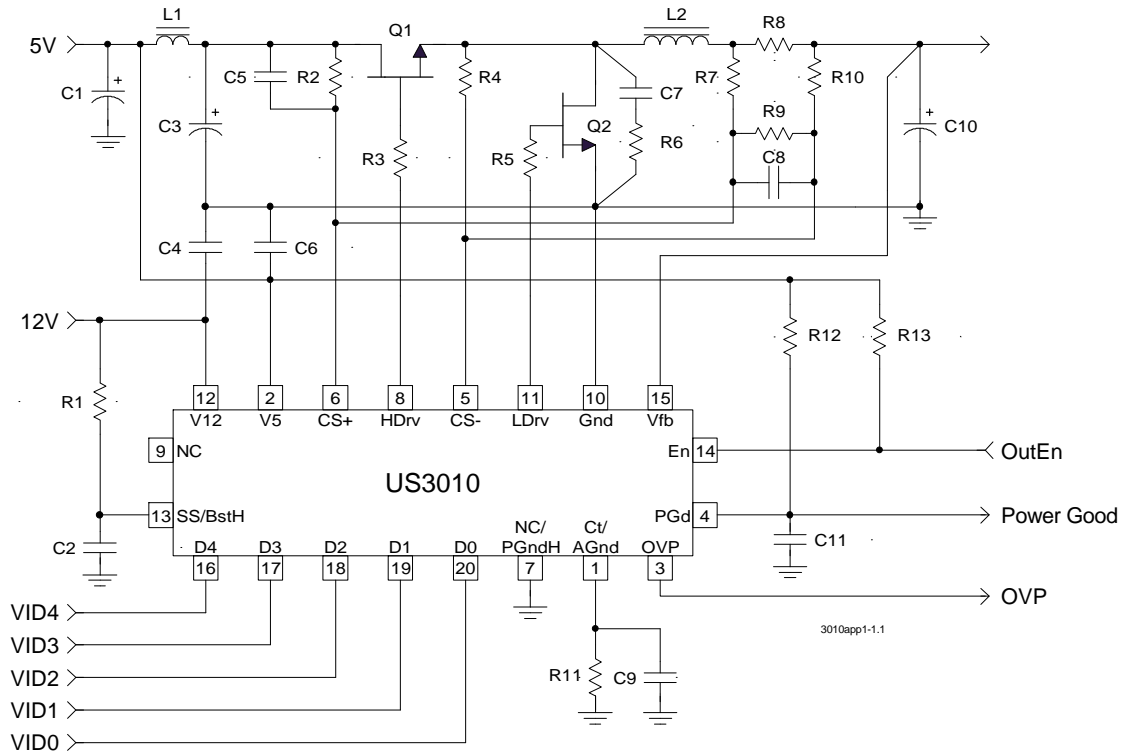 L1
Q1
L2
R8
5V
C5
R2
R4
R7
R10
C1
+
C7
C3
+
R9
C10
+
Q2
R3
R5
R6
C8
C4
C6
12V
R12
R13
R1
12
2
6
8
5
11
10
15
V12
V5
CS+
HDrv
CS-
LDrv
Gnd
Vfb
9
NC
En
14
OutEn
US3010
13
SS/BstH
PGd
4
Power Good
C2
D4
D3
D2
D1
D0
NC/
PGndH
Ct/
AGnd
OVP
C11
16
17
18
19
20
7
1
3
OVP
VID4
3010app1-1.1
VID3
VID2
R11
C9
VID1
VID0